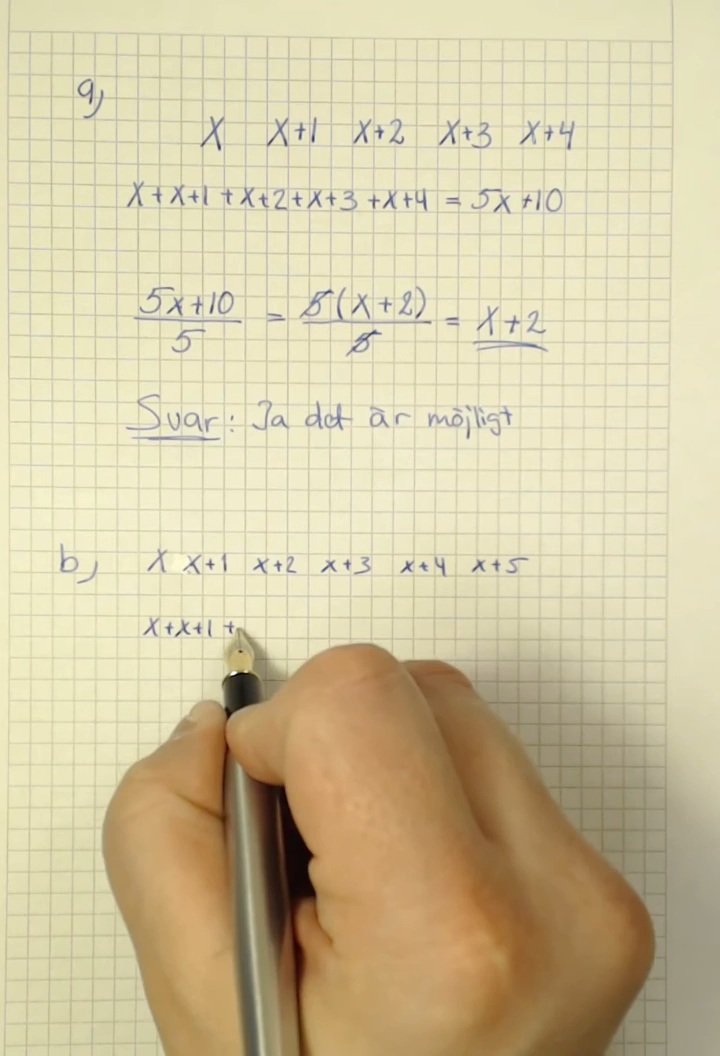 a)
x x+1 x+2 x+3 x+4
x+x+1+x+2+x+3+x+4 = 5x+10
5x+10/5 = 5(x+2)/5 = x+2
Svar: Ja det är möjligt
b) x x+1 x+2 x+3 x+4 x+5
x+x+1+